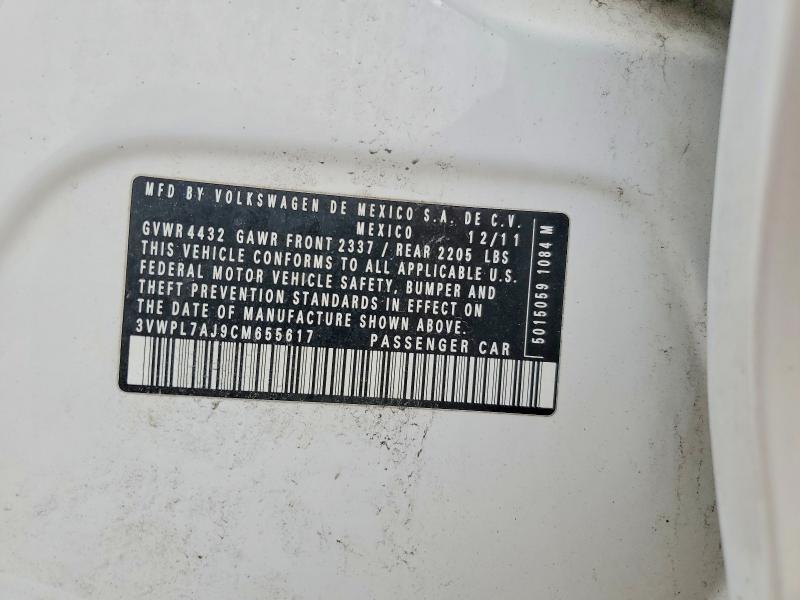 MFD BY VOLKSWAGEN DE MEXICO S.A. DE C.V.
MEXICO 12/11
GVWR 4432 GAWR FRONT 2337 / REAR 2205 LBS
THIS VEHICLE CONFORMS TO ALL APPLICABLE U.S.
FEDERAL MOTOR VEHICLE SAFETY, BUMPER AND
THEFT PREVENTION STANDARDS IN EFFECT ON
THE DATE OF MANUFACTURE SHOWN ABOVE.
3VWPL7AJ9CM655617 PASSENGER CAR
5015059 1084 M